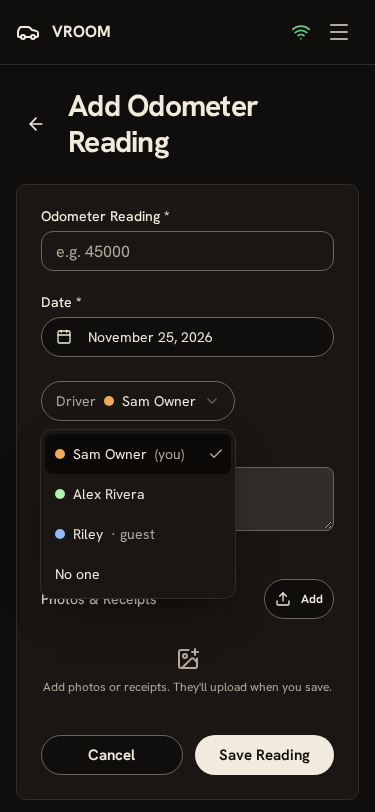 VROOM
Add Odometer
Reading
Odometer Reading *
e.g. 45000
Date *
November 25, 2026
Driver Sam Owner
Sam Owner (you)
Alex Rivera
Riley · guest
No one
Photos & Receipts
Add
Add photos or receipts. They'll upload when you save.
Cancel
Save Reading